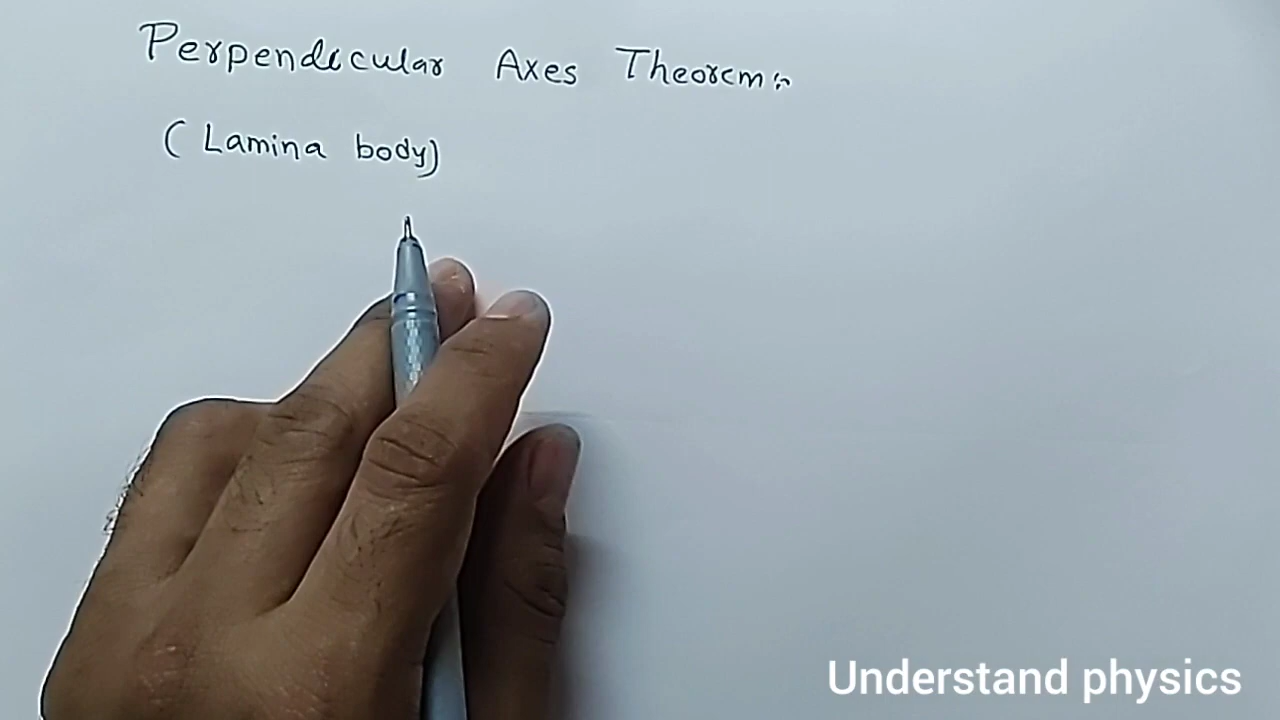 Perpendicular Axes Theorem:-
(Lamina body)
Understand physics